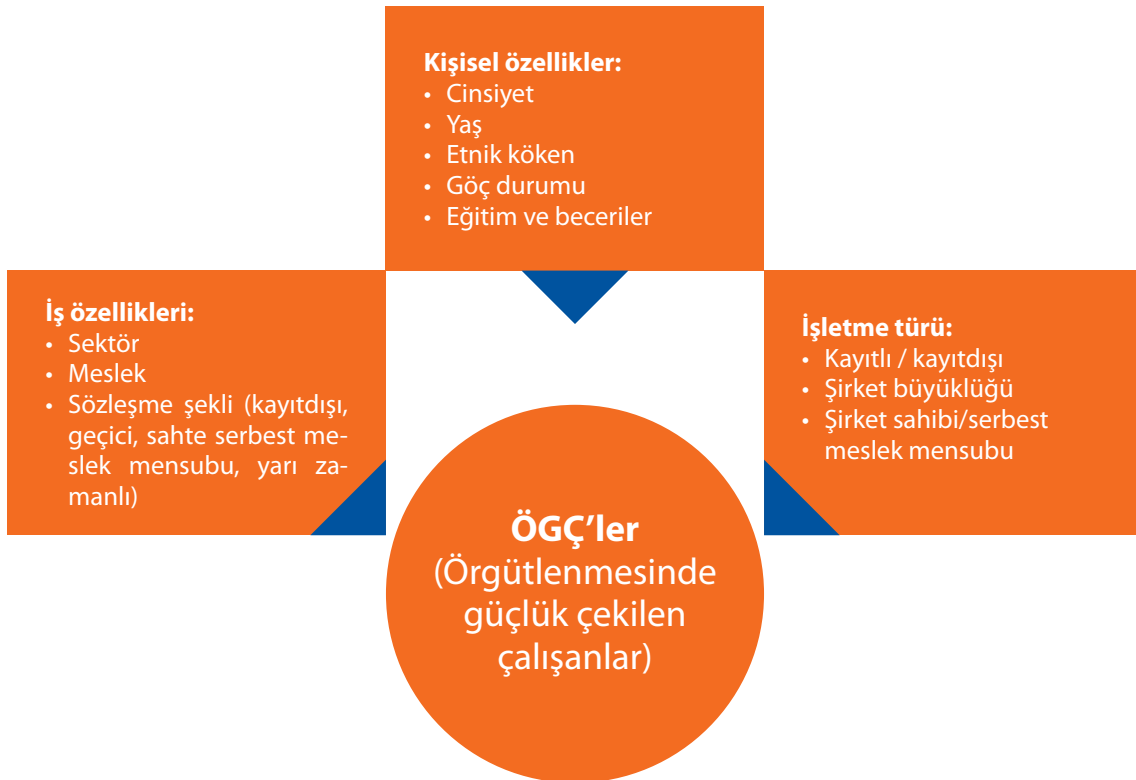 Kişisel özellikler:
• Cinsiyet
• Yaş
• Etnik köken
• Göç durumu
• Eğitim ve beceriler
İş özellikleri:
• Sektör
• Meslek
• Sözleşme şekli (kayıtdışı,
geçici, sahte serbest me-
slek mensubu, yarı za-
manlı)
İşletme türü:
• Kayıtlı / kayıtdışı
• Şirket büyüklüğü
• Şirket sahibi/serbest
meslek mensubu
ÖGÇ’ler
(Örgütlenmesinde
güçlük çekilen
çalışanlar)